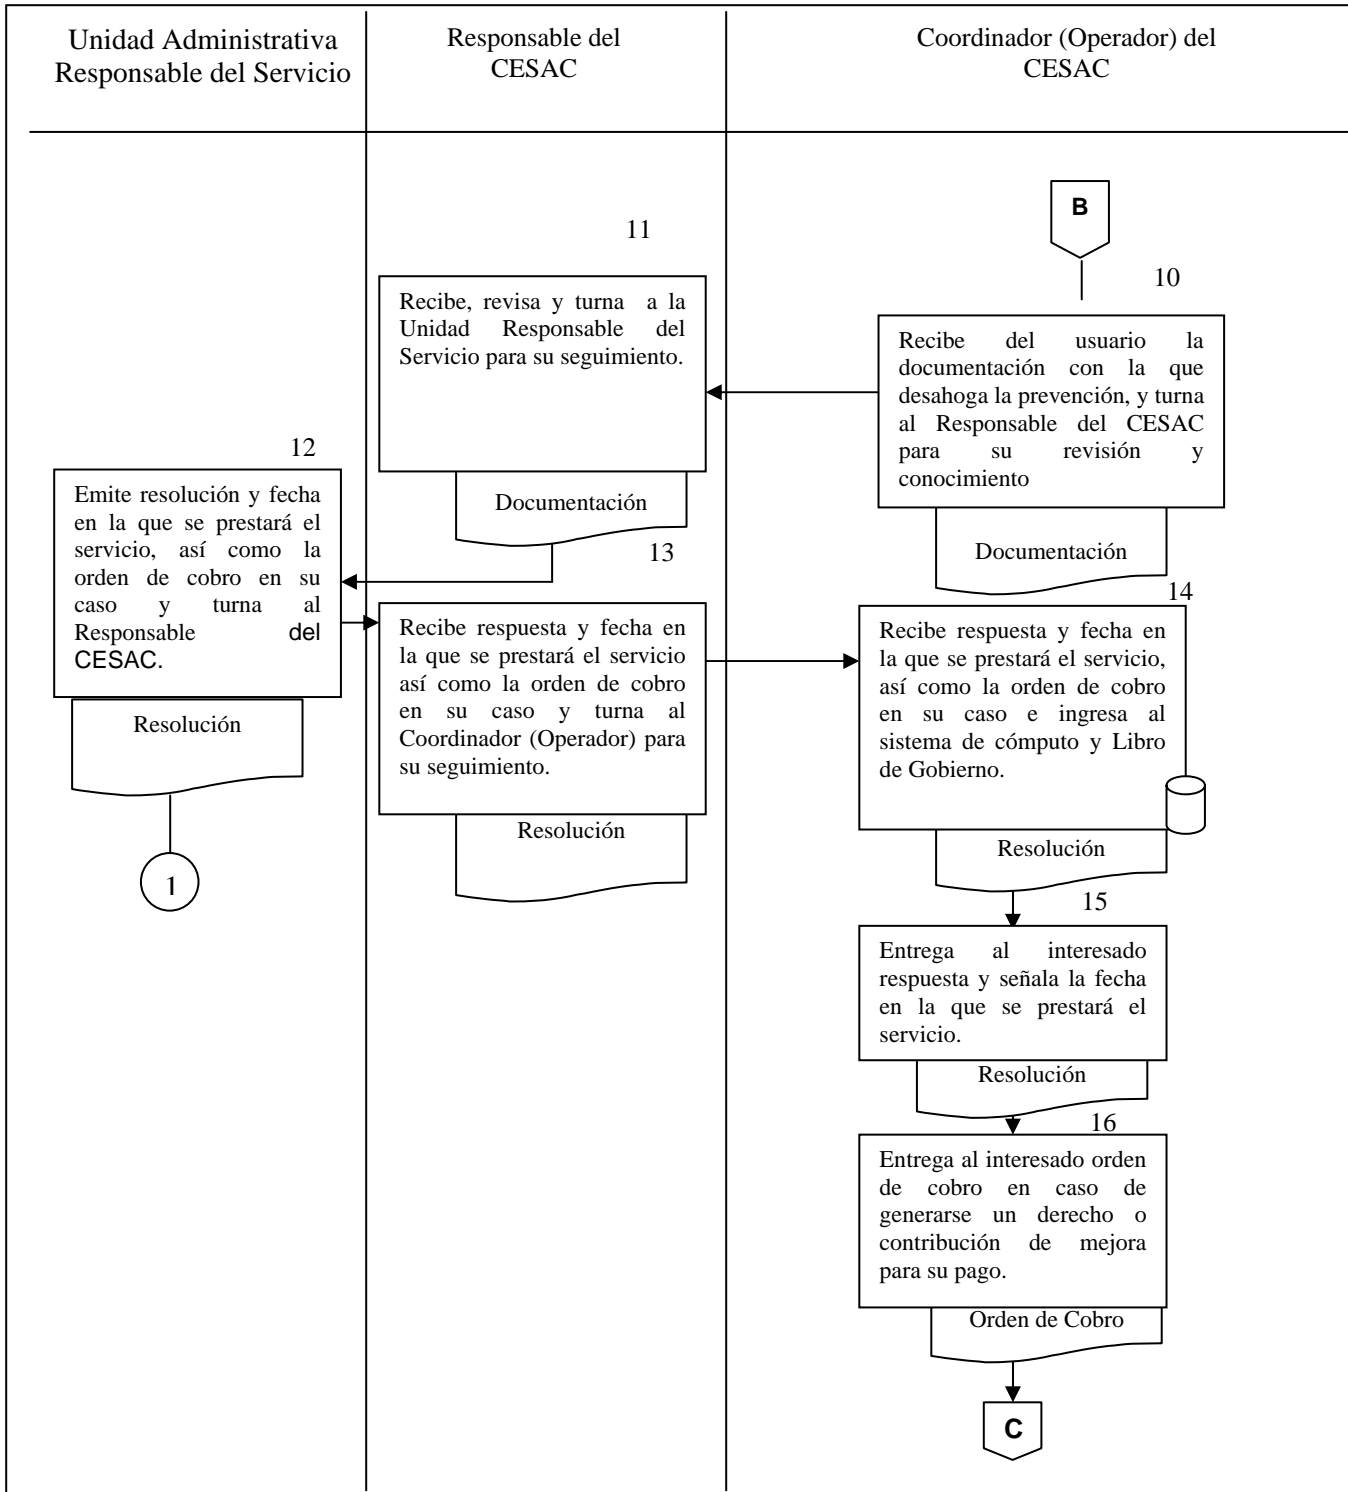 Unidad Administrativa
Responsable del Servicio
Responsable del
CESAC
Coordinador (Operador) del
CESAC
B
10
Recibe del usuario la
documentación con la que
desahoga la prevención, y turna
al Responsable del CESAC
para su revisión y
conocimiento
Documentación
11
Recibe, revisa y turna a la
Unidad Responsable del
Servicio para su seguimiento.
Documentación
12
Emite resolución y fecha
en la que se prestará el
servicio, así como la
orden de cobro en su
caso y turna al
Responsable del
CESAC.
Resolución
1
13
Recibe respuesta y fecha en
la que se prestará el servicio
así como la orden de cobro
en su caso y turna al
Coordinador (Operador) para
su seguimiento.
Resolución
14
Recibe respuesta y fecha en
la que se prestará el servicio,
así como la orden de cobro
en su caso e ingresa al
sistema de cómputo y Libro
de Gobierno.
Resolución
15
Entrega al interesado
respuesta y señala la fecha
en la que se prestará el
servicio.
Resolución
16
Entrega al interesado orden
de cobro en caso de
generarse un derecho o
contribución de mejora
para su pago.
Orden de Cobro
C